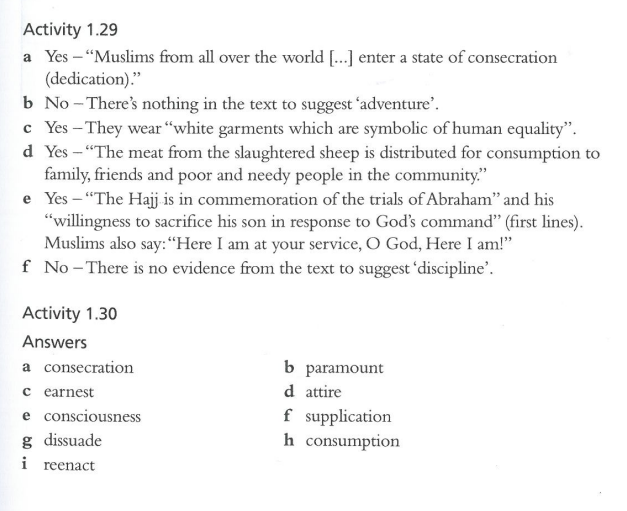 Activity 1.29
a Yes – “Muslims from all over the world [...] enter a state of consecration
(dedication).”
b No – There’s nothing in the text to suggest ‘adventure’.
c Yes – They wear “white garments which are symbolic of human equality”.
d Yes – “The meat from the slaughtered sheep is distributed for consumption to
family, friends and poor and needy people in the community.”
e Yes – “The Hajj is in commemoration of the trials of Abraham” and his
“willingness to sacrifice his son in response to God’s command” (first lines).
Muslims also say: “Here I am at your service, O God, Here I am!”
f No – There is no evidence from the text to suggest ‘discipline’.
Activity 1.30
Answers
a consecration b paramount
c earnest d attire
e consciousness f supplication
g dissuade h consumption
i reenact